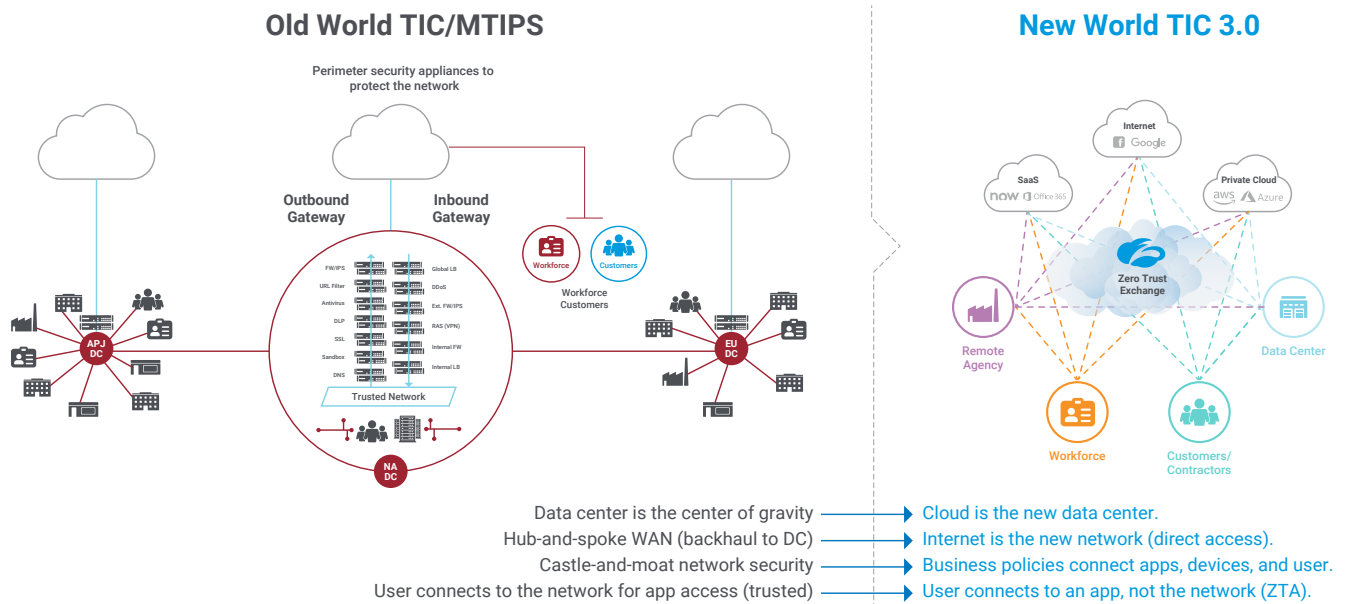 Old World TIC/MTIPS
Perimeter security appliances to
protect the network
Outbound
Gateway
Inbound
Gateway
Workforce
Customers
Workforce
Customers
FW/IPS
URL Filter
Antivirus
DLP
SSL
Sandbox
DNS
Global LB
DDoS
Ext. FW/IPS
RAS (VPN)
Internal FW
Internal LB
Trusted Network
APJ
DC
NA
DC
EU
DC
New World TIC 3.0
Internet
Google
SaaS
now Office 365
Private Cloud
aws Azure
Zero Trust
Exchange
Remote
Agency
Data Center
Workforce
Customers/
Contractors
Data center is the center of gravity
Cloud is the new data center.
Hub-and-spoke WAN (backhaul to DC)
Internet is the new network (direct access).
Castle-and-moat network security
Business policies connect apps, devices, and user.
User connects to the network for app access (trusted)
User connects to an app, not the network (ZTA).